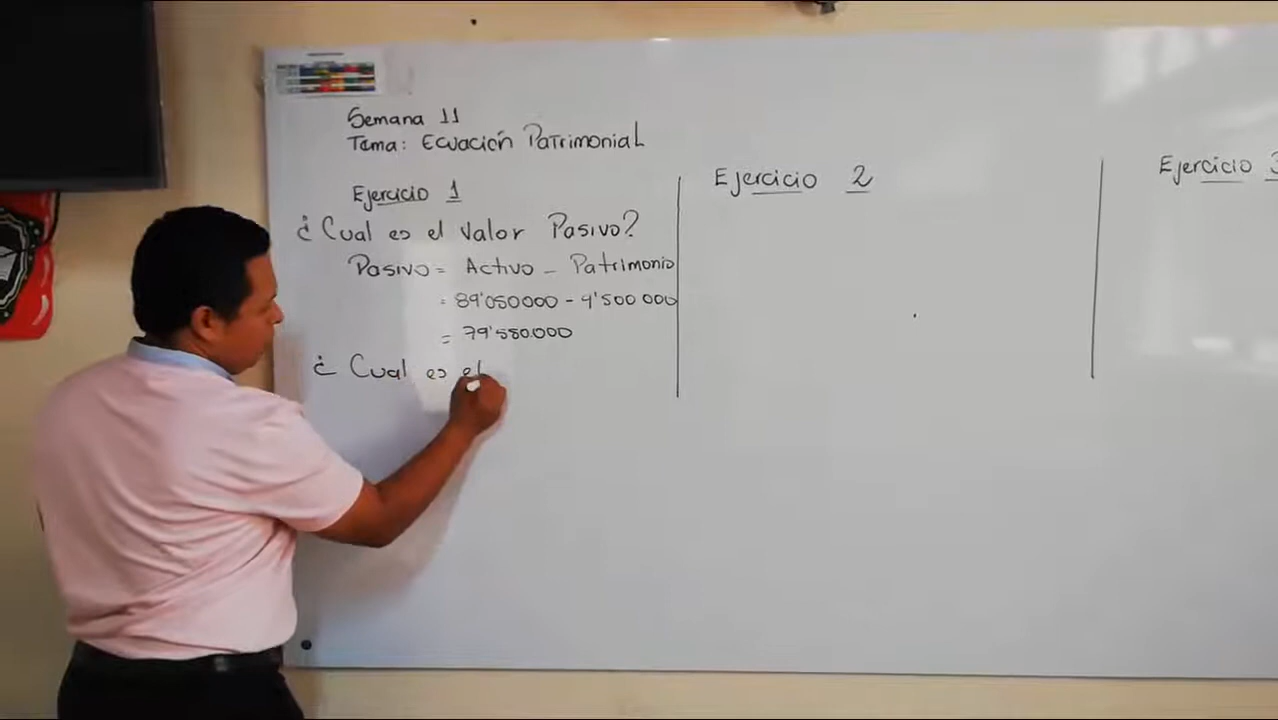 Semana 11
Tema: Ecuación Patrimonial
Ejercicio 1
¿Cual es el valor Pasivo?
Pasivo = Activo - Patrimonio
= 89'050000 - 9'500 000
= 79'550.000
¿ Cual es el
Ejercicio 2
Ejercicio 3